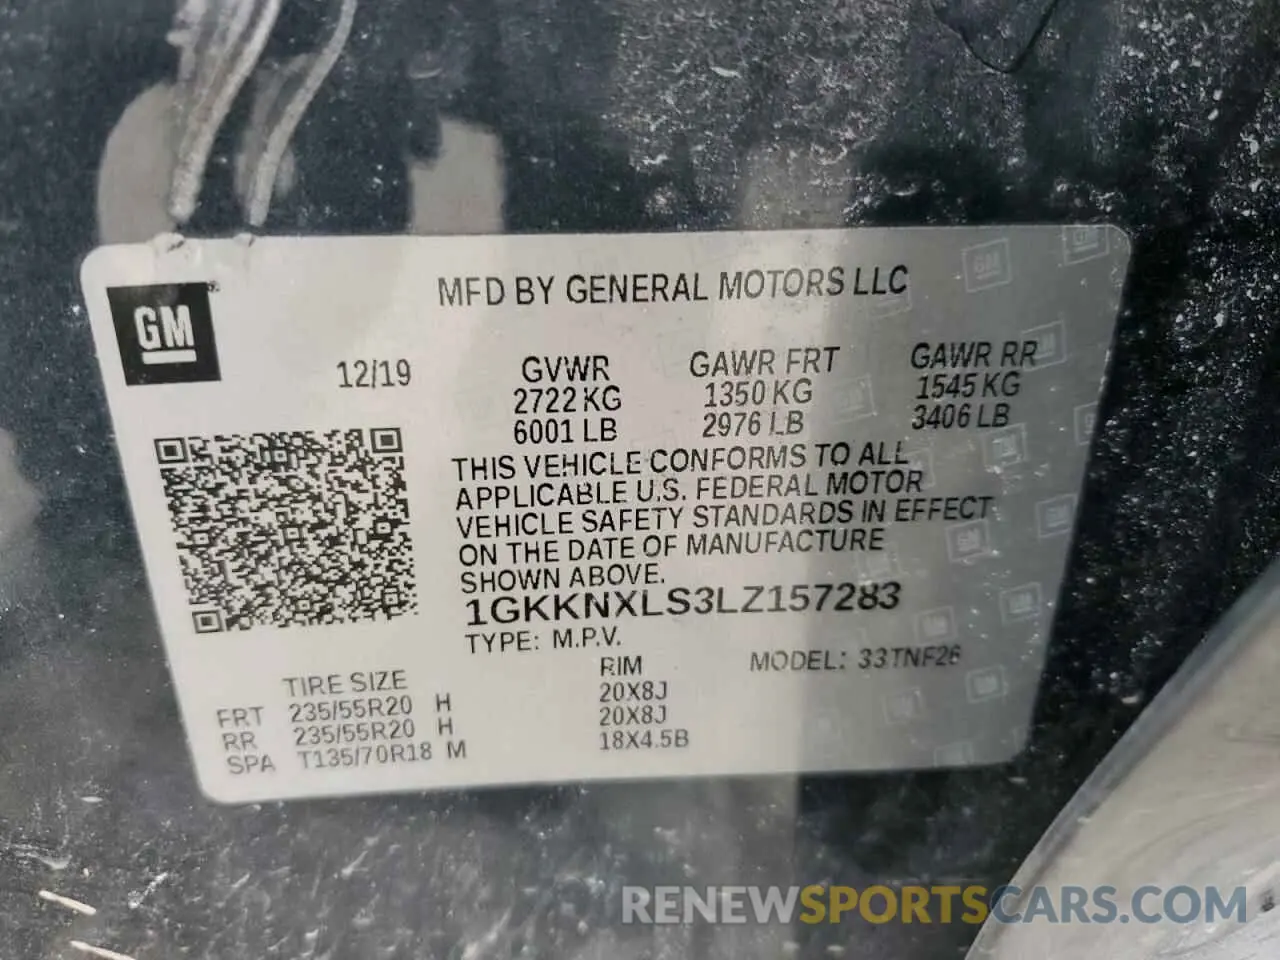 MFD BY GENERAL MOTORS LLC
GM®
12/19
GVWR GAWR FRT GAWR RR
2722 KG 1350 KG 1545 KG
6001 LB 2976 LB 3406 LB
THIS VEHICLE CONFORMS TO ALL
APPLICABLE U.S. FEDERAL MOTOR
VEHICLE SAFETY STANDARDS IN EFFECT
ON THE DATE OF MANUFACTURE
SHOWN ABOVE.
1GKKNXLS3LZ157283
TYPE: M.P.V.
TIRE SIZE RIM MODEL: 33TNF26
FRT 235/55R20 H 20X8J
RR 235/55R20 H 20X8J
SPA T135/70R18 M 18X4.5B
RENEWSPORTSCARS.COM